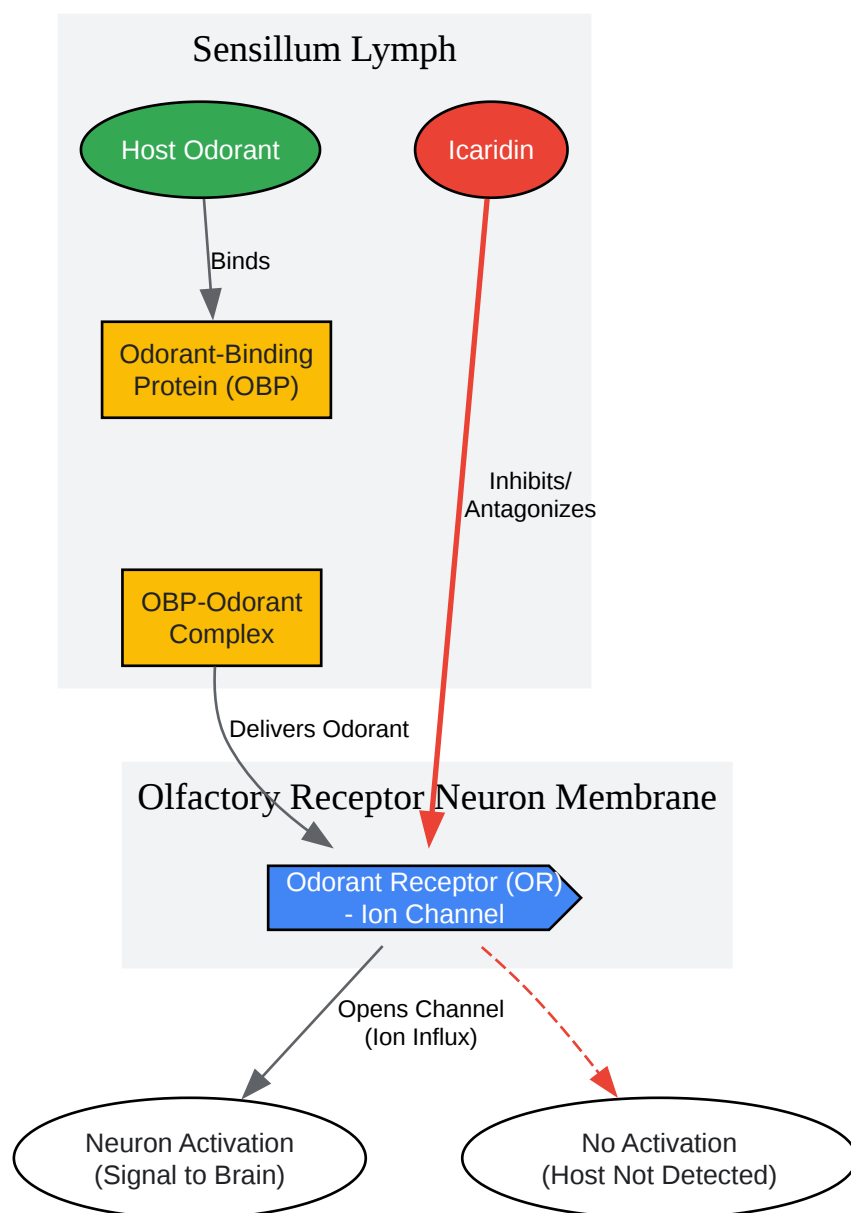 Sensillum Lymph
Host Odorant
Icaridin
Binds
Odorant-Binding
Protein (OBP)
Inhibits/
Antagonizes
OBP-Odorant
Complex
Delivers Odorant
Olfactory Receptor Neuron Membrane
Odorant Receptor (OR)
- Ion Channel
Opens Channel
(Ion Influx)
Neuron Activation
(Signal to Brain)
No Activation
(Host Not Detected)